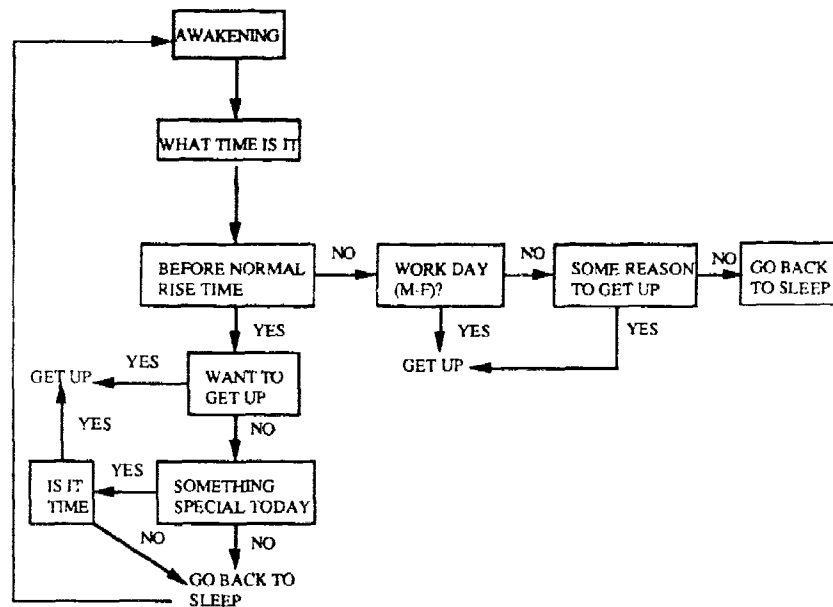 AWAKENING
WHAT TIME IS IT
BEFORE NORMAL
RISE TIME
NO
WORK DAY
(M-F)?
NO
SOME REASON
TO GET UP
NO
GO BACK
TO SLEEP
YES
YES
YES
GET UP
YES
GET UP
WANT TO
GET UP
YES
NO
IS IT
TIME
YES
SOMETHING
SPECIAL TODAY
NO
NO
GO BACK TO
SLEEP